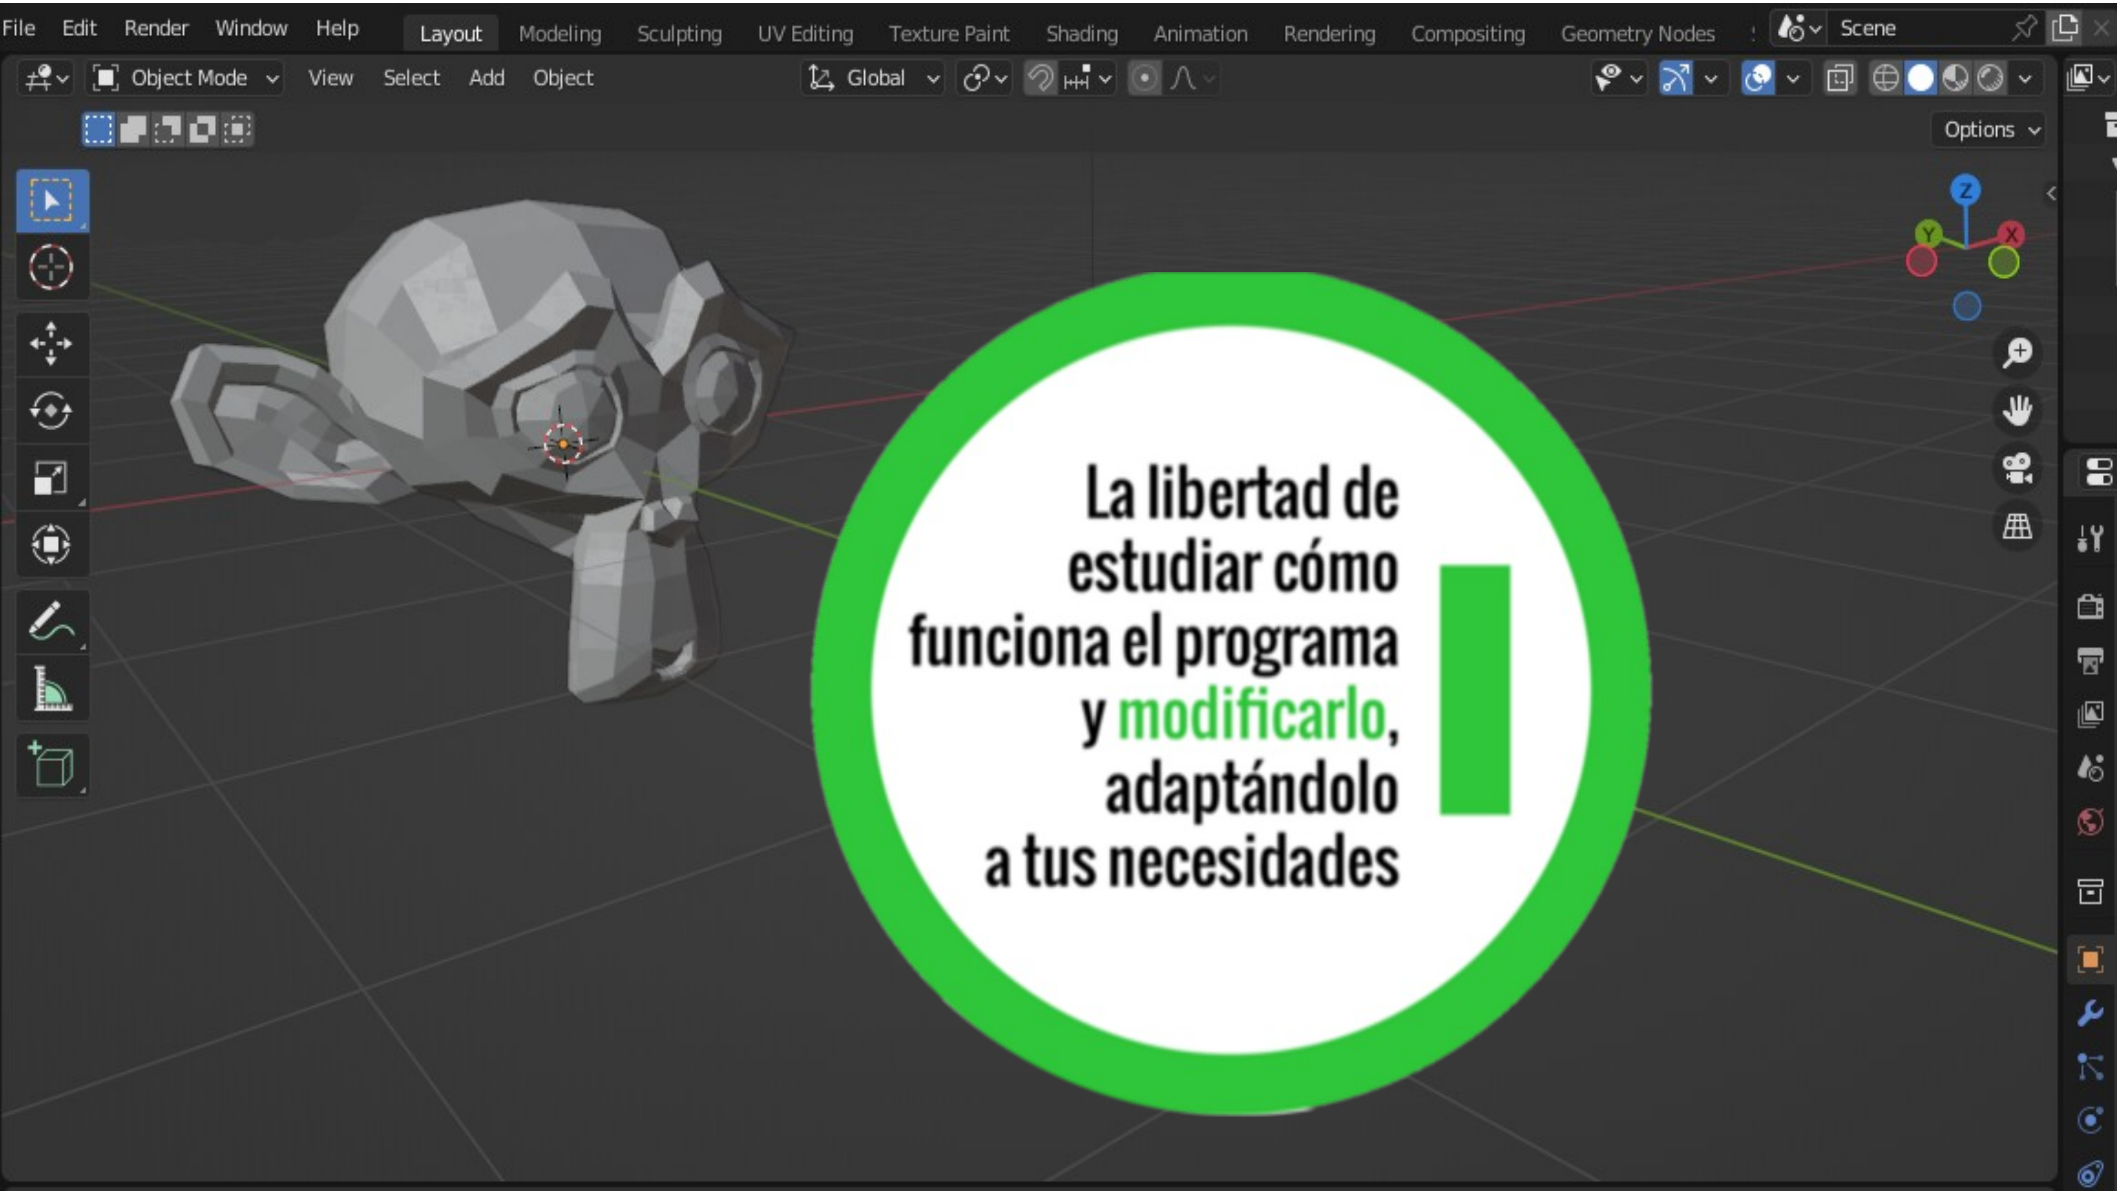 File Edit Render Window Help Layout Modeling Sculpting UV Editing Texture Paint Shading Animation Rendering Compositing Geometry Nodes Scene
Object Mode View Select Add Object Global
Options
Z
Y X
La libertad de
estudiar cómo
funciona el programa
y modificarlo,
adaptándolo
a tus necesidades